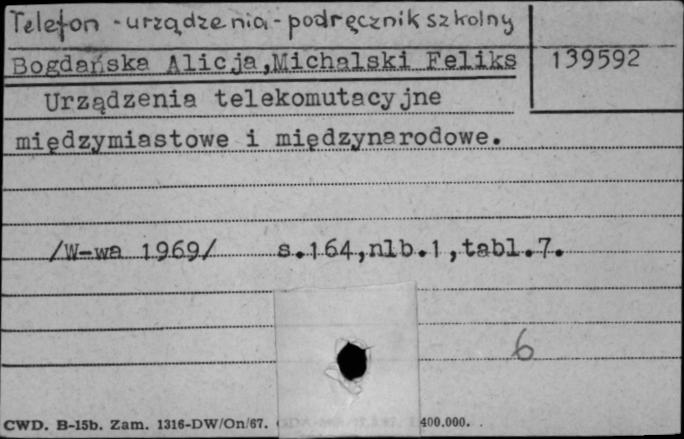 Telefon - urządzenia - podręcznik szkolny
Bogdańska Alicja,Michalski Feliks
139592
Urządzenia telekomutacyjne
międzymiastowe i międzynarodowe.
/W-wa 1969/ s.164,nlb.1,tabl.7.
6
CWD. B-15b. Zam. 1316-DW/On/67. 400.000.